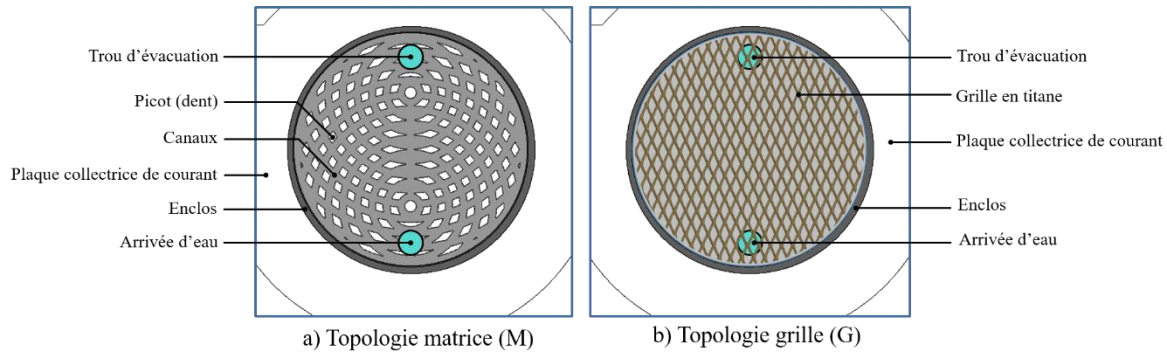 Trou d'évacuation
Picot (dent)
Canaux
Plaque collectrice de courant
Enclos
Arrivée d'eau
a) Topologie matrice (M)
Trou d'évacuation
Grille en titane
Plaque collectrice de courant
Enclos
Arrivée d'eau
b) Topologie grille (G)